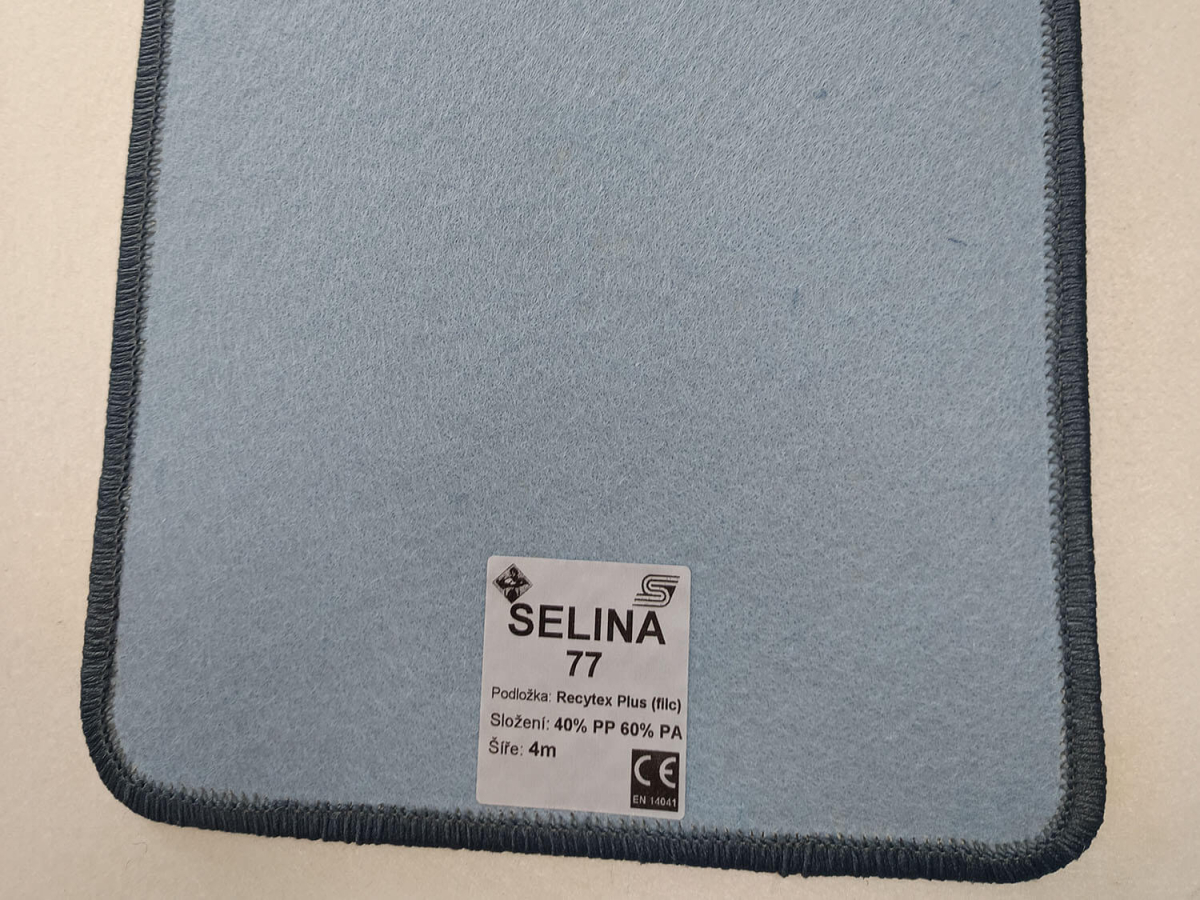 SELINA
77
Podložka: Recytex Plus (filc)
Složení: 40% PP 60% PA
Šíře: 4m
CE
EN 14041